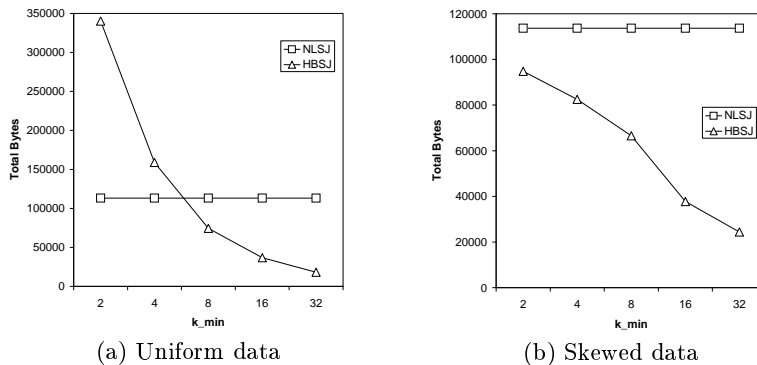 350000
300000
250000
200000
150000
100000
50000
0
Total Bytes
NLSJ
HBSJ
2 4 8 16 32
k_min
(a) Uniform data
120000
100000
80000
60000
40000
20000
0
Total Bytes
NLSJ
HBSJ
2 4 8 16 32
k_min
(b) Skewed data